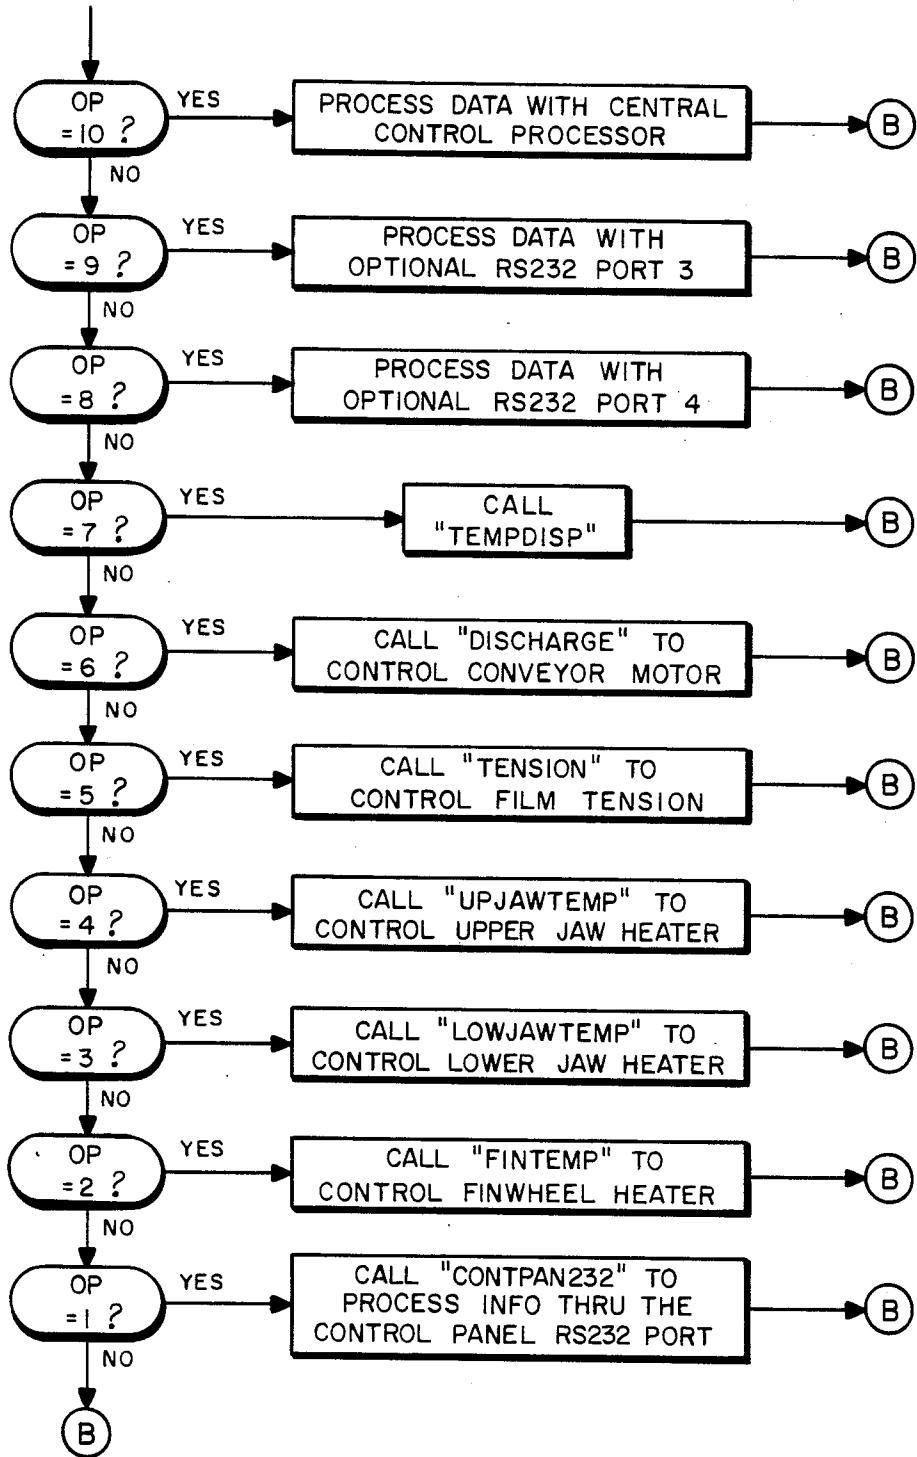 OP
=10 ?
YES
PROCESS DATA WITH CENTRAL
CONTROL PROCESSOR
B
NO
OP
=9 ?
YES
PROCESS DATA WITH
OPTIONAL RS232 PORT 3
B
NO
OP
=8 ?
YES
PROCESS DATA WITH
OPTIONAL RS232 PORT 4
B
NO
OP
=7 ?
YES
CALL
"TEMPDISP"
B
NO
OP
=6 ?
YES
CALL "DISCHARGE" TO
CONTROL CONVEYOR MOTOR
B
NO
OP
=5 ?
YES
CALL "TENSION" TO
CONTROL FILM TENSION
B
NO
OP
=4 ?
YES
CALL "UPJAWTEMP" TO
CONTROL UPPER JAW HEATER
B
NO
OP
=3 ?
YES
CALL "LOWJAWTEMP" TO
CONTROL LOWER JAW HEATER
B
NO
OP
=2 ?
YES
CALL "FINTEMP" TO
CONTROL FINWHEEL HEATER
B
NO
OP
=1 ?
YES
CALL "CONTPAN232" TO
PROCESS INFO THRU THE
CONTROL PANEL RS232 PORT
B
NO
B